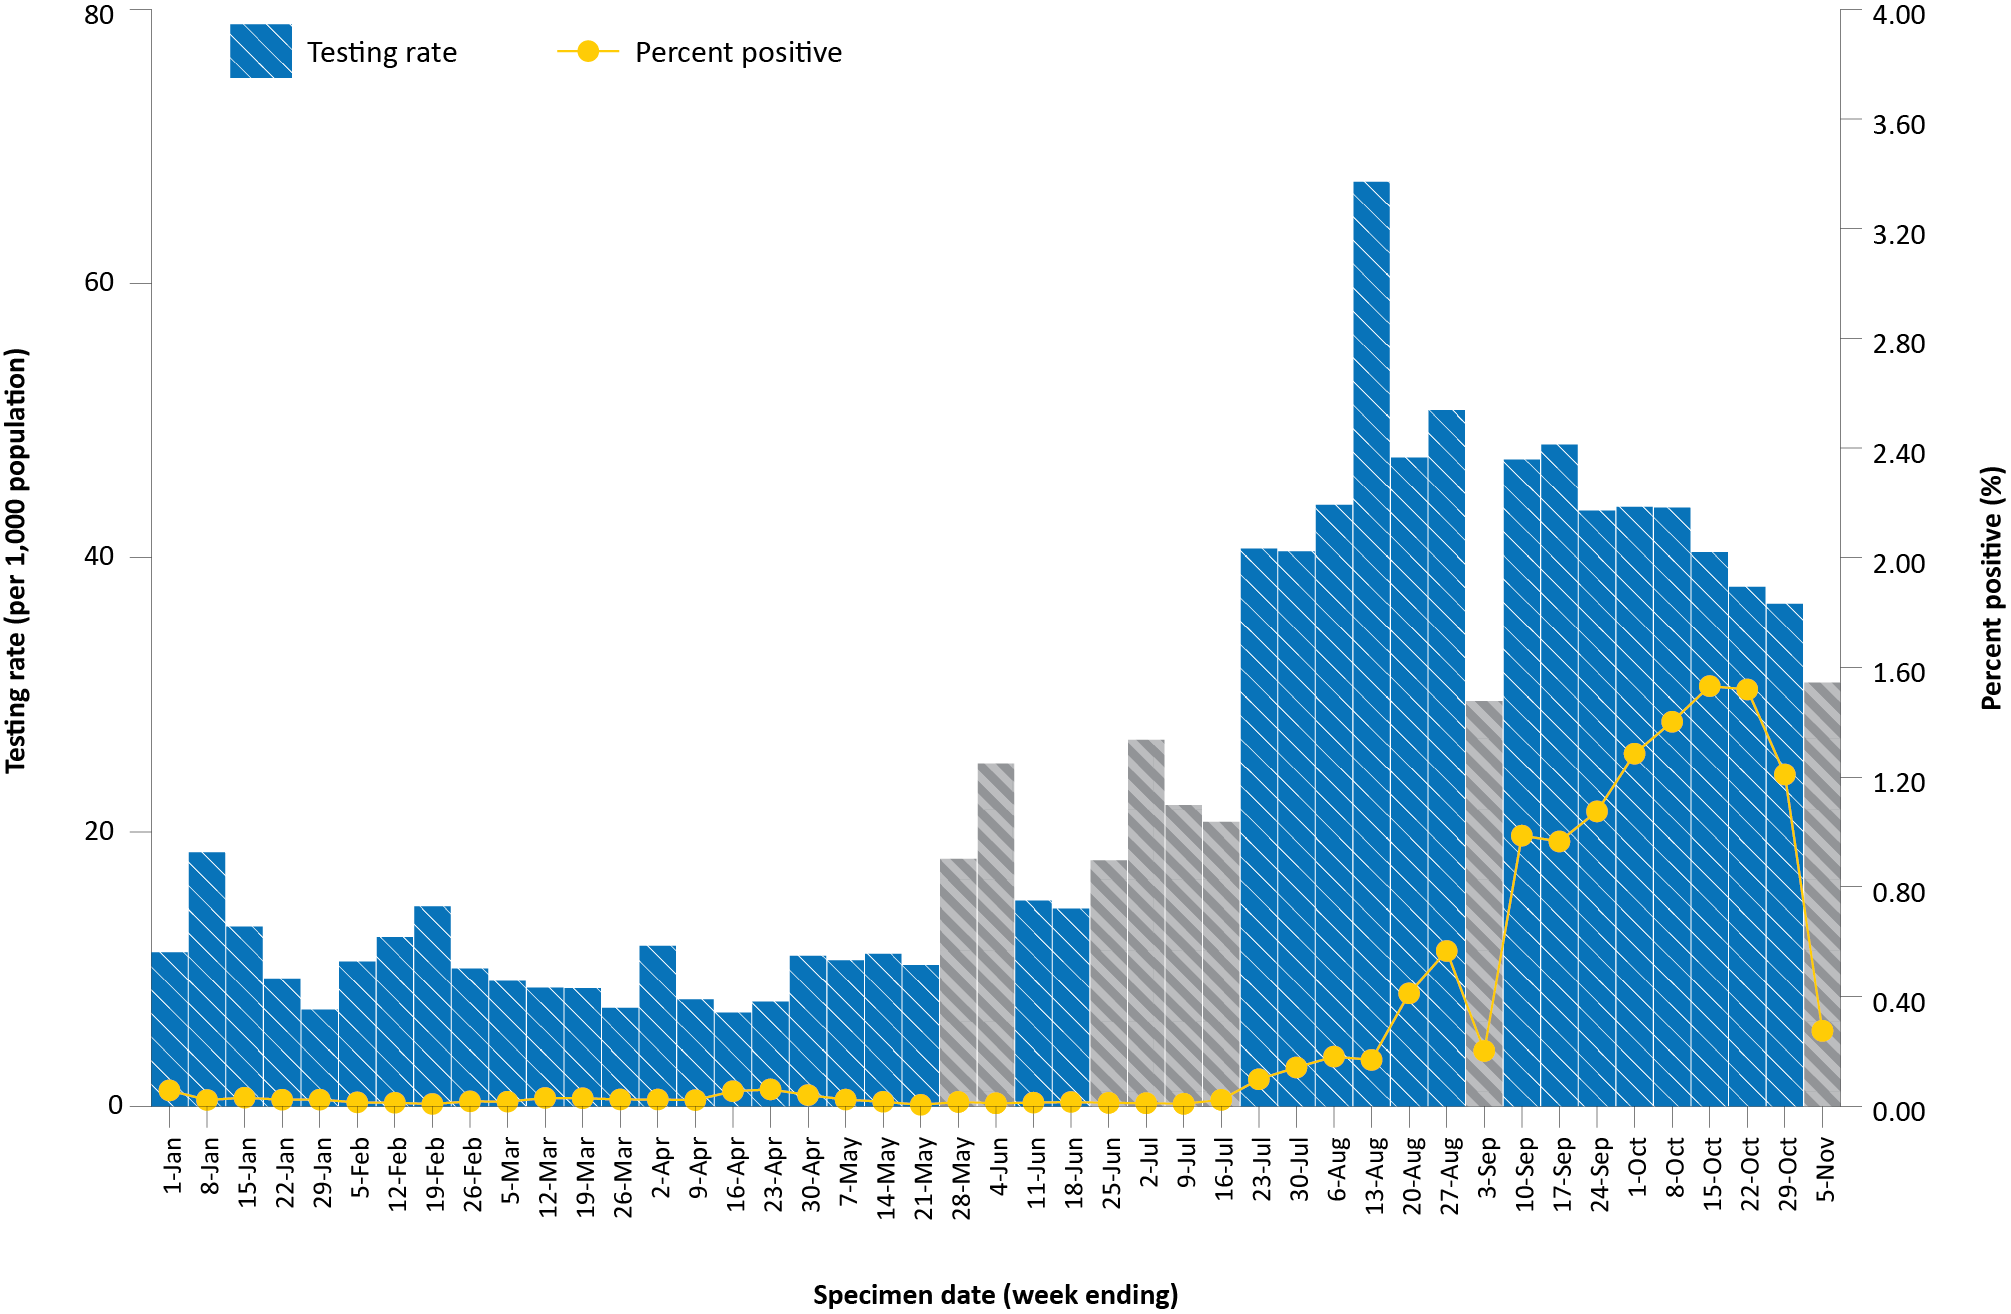 Testing rate
Percent positive
Testing rate (per 1,000 population)
80
60
40
20
0
4.00
3.60
3.20
2.80
2.40
2.00
1.60
1.20
0.80
0.40
0.00
Percent positive (%)
1-Jan
8-Jan
15-Jan
22-Jan
29-Jan
5-Feb
12-Feb
19-Feb
26-Feb
5-Mar
12-Mar
19-Mar
26-Mar
2-Apr
9-Apr
16-Apr
23-Apr
30-Apr
7-May
14-May
21-May
28-May
4-Jun
11-Jun
18-Jun
25-Jun
2-Jul
9-Jul
16-Jul
23-Jul
30-Jul
6-Aug
13-Aug
20-Aug
27-Aug
3-Sep
10-Sep
17-Sep
24-Sep
1-Oct
8-Oct
15-Oct
22-Oct
29-Oct
5-Nov
Specimen date (week ending)